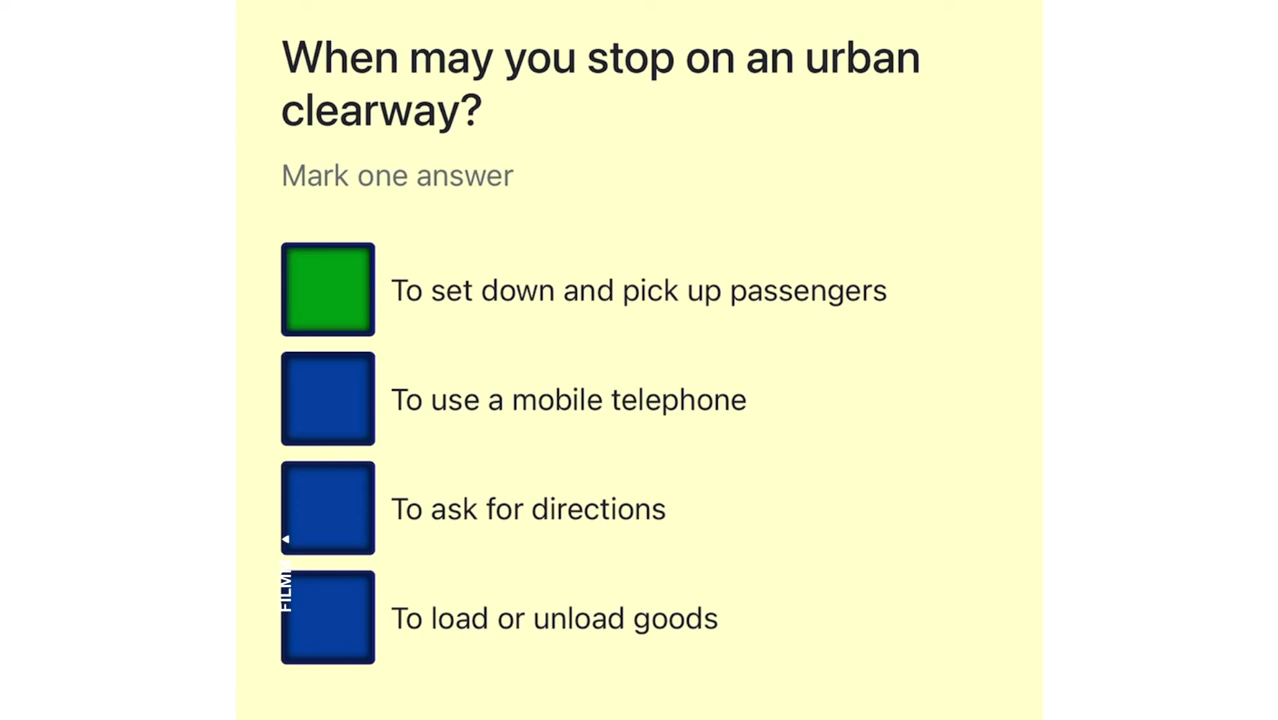 When may you stop on an urban
clearway?
Mark one answer
To set down and pick up passengers
To use a mobile telephone
To ask for directions
To load or unload goods